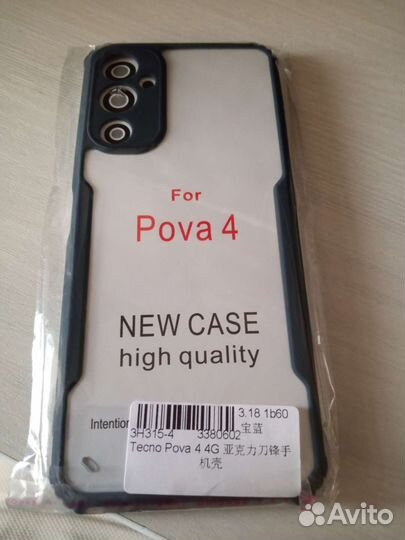 For
Pova 4
NEW CASE
high quality
Intention
3.18 1b60
3H315-4 3380602 宝蓝
Tecno Pova 4 4G 亚克力刀锋手
机壳
Avito